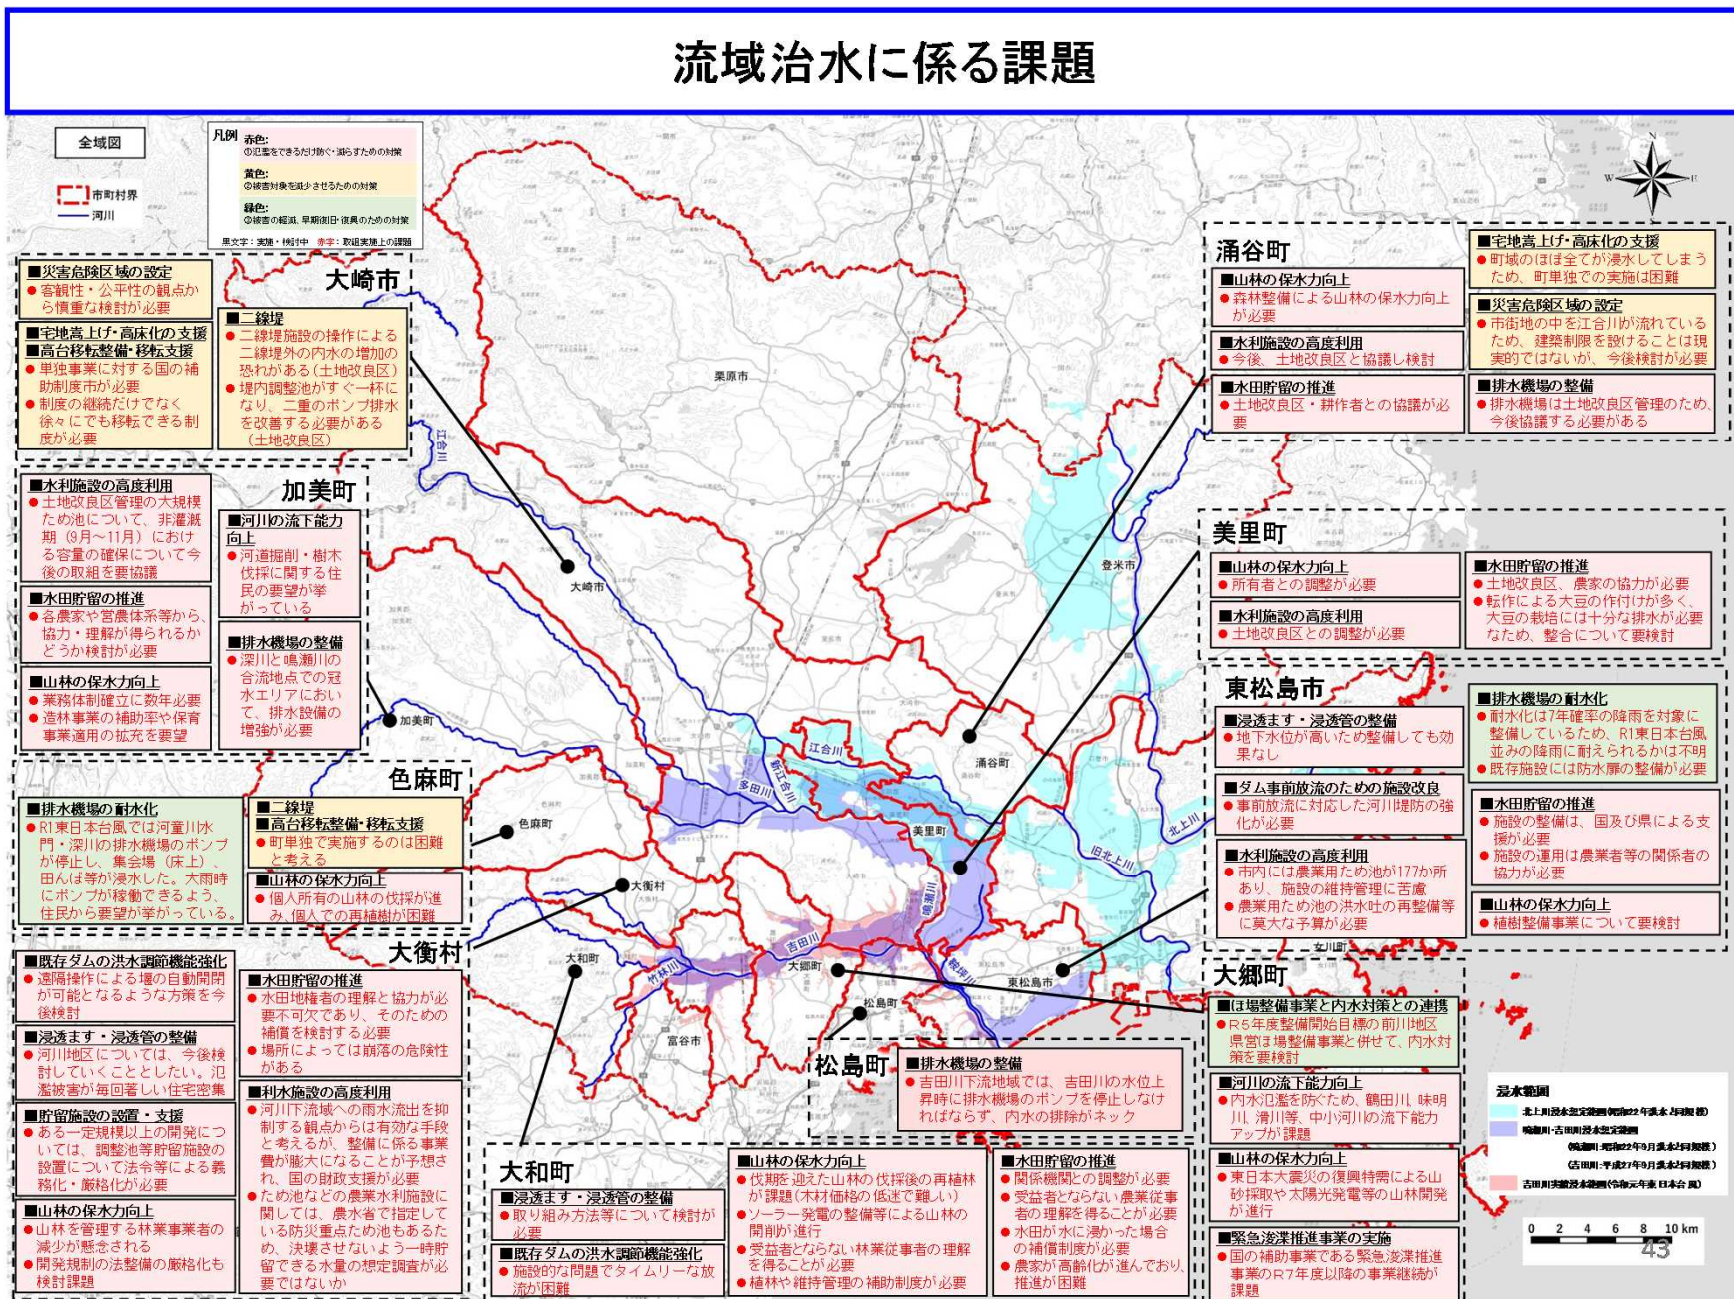 流域治水に係る課題
全域図
市町村界
河川
凡例
赤色:
①氾濫をできるだけ防ぐ・減らすための対策
黄色:
②被害対象を減少させるための対策
緑色:
③被害の軽減、早期復旧・復興のための対策
黒文字:実施・検討中 赤字:取組実施上の課題
大崎市
■災害危険区域の設定
●客観性・公平性の観点か
ら慎重な検討が必要
■宅地嵩上げ・高床化の支援
■高台移転整備・移転支援
●単独事業に対する国の補
助制度市が必要
●制度の継続だけでなく
徐々にでも移転できる制
度が必要
■二線堤
●二線堤施設の操作による
二線堤外の内水の増加の
恐れがある(土地改良区)
●堤内調整池がすぐ一杯に
なり、二重のポンプ排水
を改善する必要がある
(土地改良区)
加美町
■水利施設の高度利用
●土地改良区管理の大規模
ため池について、非灌漑
期(9月～11月)におけ
る容量の確保について今
後の取組を要協議
■水田貯留の推進
●各農家や営農体系等から、
協力・理解が得られるか
どうか検討が必要
■山林の保水力向上
●業務体制確立に数年必要
●造林事業の補助率や保育
事業適用の拡充を要望
■河川の流下能力
向上
●河道掘削・樹木
伐採に関する住
民の要望が挙
がっている
■排水機場の整備
●深川と鳴瀬川の
合流地点での冠
水エリアにおい
て、排水設備の
増強が必要
色麻町
■排水機場の耐水化
●R1東日本台風では河童川水
門・深川の排水機場のポンプ
が停止し、集会場(床上)、
田んぼ等が浸水した。大雨時
にポンプが稼働できるよう、
住民から要望が挙がっている。
■二線堤
■高台移転整備・移転支援
●町単独で実施するのは困難
と考える
■山林の保水力向上
●個人所有の山林の伐採が進
み、個人での再植樹が困難
大衡村
■既存ダムの洪水調節機能強化
●遠隔操作による堰の自動開閉
が可能となるような方策を今
後検討
■浸透ます・浸透管の整備
●河川地区については、今後検
討していくこととしたい。氾
濫被害が毎回著しい住宅密集
■貯留施設の設置・支援
●ある一定規模以上の開発につ
いては、調整池等貯留施設の
設置について法令等による義
務化・厳格化が必要
■山林の保水力向上
●山林を管理する林業事業者の
減少が懸念される
●開発規制の法整備の厳格化も
検討課題
■水田貯留の推進
●水田地権者の理解と協力が必
要不可欠であり、そのための
補償を検討する必要
●場所によっては崩落の危険性
がある
■利水施設の高度利用
●河川下流域への雨水流出を抑
制する観点からは有効な手段
と考えるが、整備に係る事業
費が膨大になることが予想さ
れ、国の財政支援が必要
●ため池などの農業水利施設に
関しては、農水省で指定して
いる防災重点ため池もあるた
め、決壊させないよう一時貯
留できる水量の想定調査が必
要ではないか
大和町
■浸透ます・浸透管の整備
●取り組み方法等について検討が
必要
■既存ダムの洪水調節機能強化
●施設的な問題でタイムリーな放
流が困難
■山林の保水力向上
●伐期を迎えた山林の伐採後の再植林
が課題(木材価格の低迷で難しい)
●ソーラー発電の整備等による山林の
開削が進行
●受益者とならない林業従事者の理解
を得ることが必要
●植林や維持管理の補助制度が必要
■水田貯留の推進
●関係機関との調整が必要
●受益者とならない農業従事
者の理解を得ることが必要
●水田が水に浸かった場合
の補償制度が必要
●農家が高齢化が進んでおり、
推進が困難
松島町
■排水機場の整備
●吉田川下流地域では、吉田川の水位上
昇時に排水機場のポンプを停止しなけ
ればならず、内水の排除がネック
涌谷町
■山林の保水力向上
●森林整備による山林の保水力向上
が必要
■水利施設の高度利用
●今後、土地改良区と協議し検討
■水田貯留の推進
●土地改良区・耕作者との協議が必
要
■宅地嵩上げ・高床化の支援
●町域のほぼ全てが浸水してしまう
ため、町単独での実施は困難
■災害危険区域の設定
●市街地の中を江合川が流れている
ため、建築制限を設けることは現
実的ではないが、今後検討が必要
■排水機場の整備
●排水機場は土地改良区管理のため、
今後協議する必要がある
美里町
■山林の保水力向上
●所有者との調整が必要
■水利施設の高度利用
●土地改良区との調整が必要
■水田貯留の推進
●土地改良区、農家の協力が必要
●転作による大豆の作付けが多く、
大豆の栽培には十分な排水が必要
なため、整合について要検討
東松島市
■浸透ます・浸透管の整備
●地下水位が高いため整備しても効
果なし
■ダム事前放流のための施設改良
●事前放流に対応した河川堤防の強
化が必要
■水利施設の高度利用
●市内には農業用ため池が177か所
あり、施設の維持管理に苦慮
●農業用ため池の洪水吐の再整備等
に莫大な予算が必要
■排水機場の耐水化
●耐水化は7年確率の降雨を対象に
整備しているため、R1東日本台風
並みの降雨に耐えられるかは不明
●既存施設には防水扉の整備が必要
■水田貯留の推進
●施設の整備は、国及び県による支
援が必要
●施設の運用は農業者等の関係者の
協力が必要
■山林の保水力向上
●植樹整備事業について要検討
大郷町
■ほ場整備事業と内水対策との連携
●R5年度整備開始目標の前川地区
県営ほ場整備事業と併せて、内水対
策を要検討
■河川の流下能力向上
●内水氾濫を防ぐため、鶴田川、味明
川、滑川等、中小河川の流下能力
アップが課題
■山林の保水力向上
●東日本大震災の復興特需による山
砂採取や太陽光発電等の山林開発
が進行
■緊急浚渫推進事業の実施
●国の補助事業である緊急浚渫推進
事業のR7年度以降の事業継続が
課題
栗原市
登米市
大崎市
加美町
色麻町
大衡村
大和町
富谷市
大郷町
松島町
東松島市
美里町
涌谷町
女川町
江合川
江合川
新江合川
多田川
鳴瀬川
吉田川
竹林川
鞍坪川
北上川
旧北上川
N
W
E
浸水範囲
北上川浸水想定範囲(昭和22年洪水と同規模)
鳴瀬川・吉田川浸水想定範囲
(鳴瀬川:昭和22年9月洪水と同規模)
(吉田川:平成27年9月洪水と同規模)
吉田川実績浸水範囲(令和元年東日本台風)
0 2 4 6 8 10 km
43